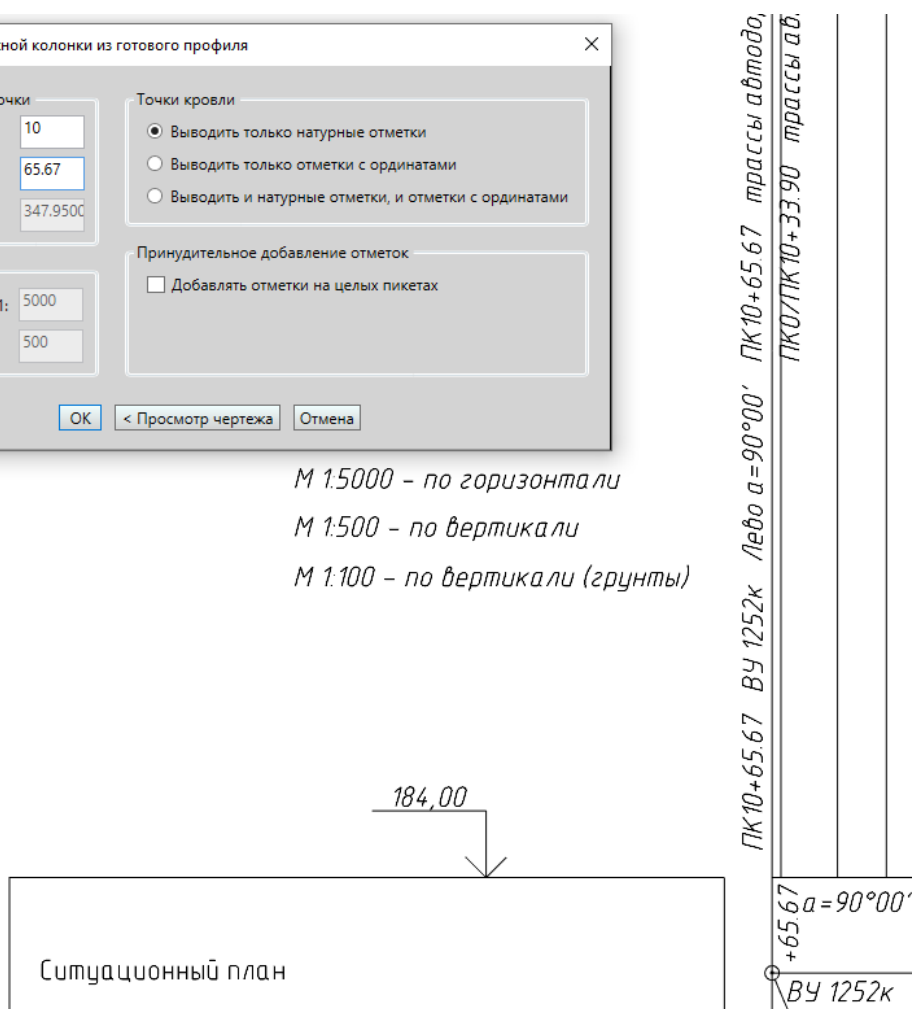 ной колонки из готового профиля
Точки кровли
10
Выводить только натурные отметки
65.67
Выводить только отметки с ординатами
347.950
Выводить и натурные отметки, и отметки с ординатами
Принудительное добавление отметок
Добавлять отметки на целых пикетах
5000
500
OK
< Просмотр чертежа
Отмена
М 1:5000 – по горизонтали
М 1:500 – по вертикали
М 1:100 – по вертикали (грунты)
184,00
Ситуационный план
ПК10+65.67 ВУ 1252к Лево а=90°00' ПК10+65.67 трассы автодо
ПК0/ПК10+33.90 трассы ав
+65.67
а=90°00'
ВУ 1252к